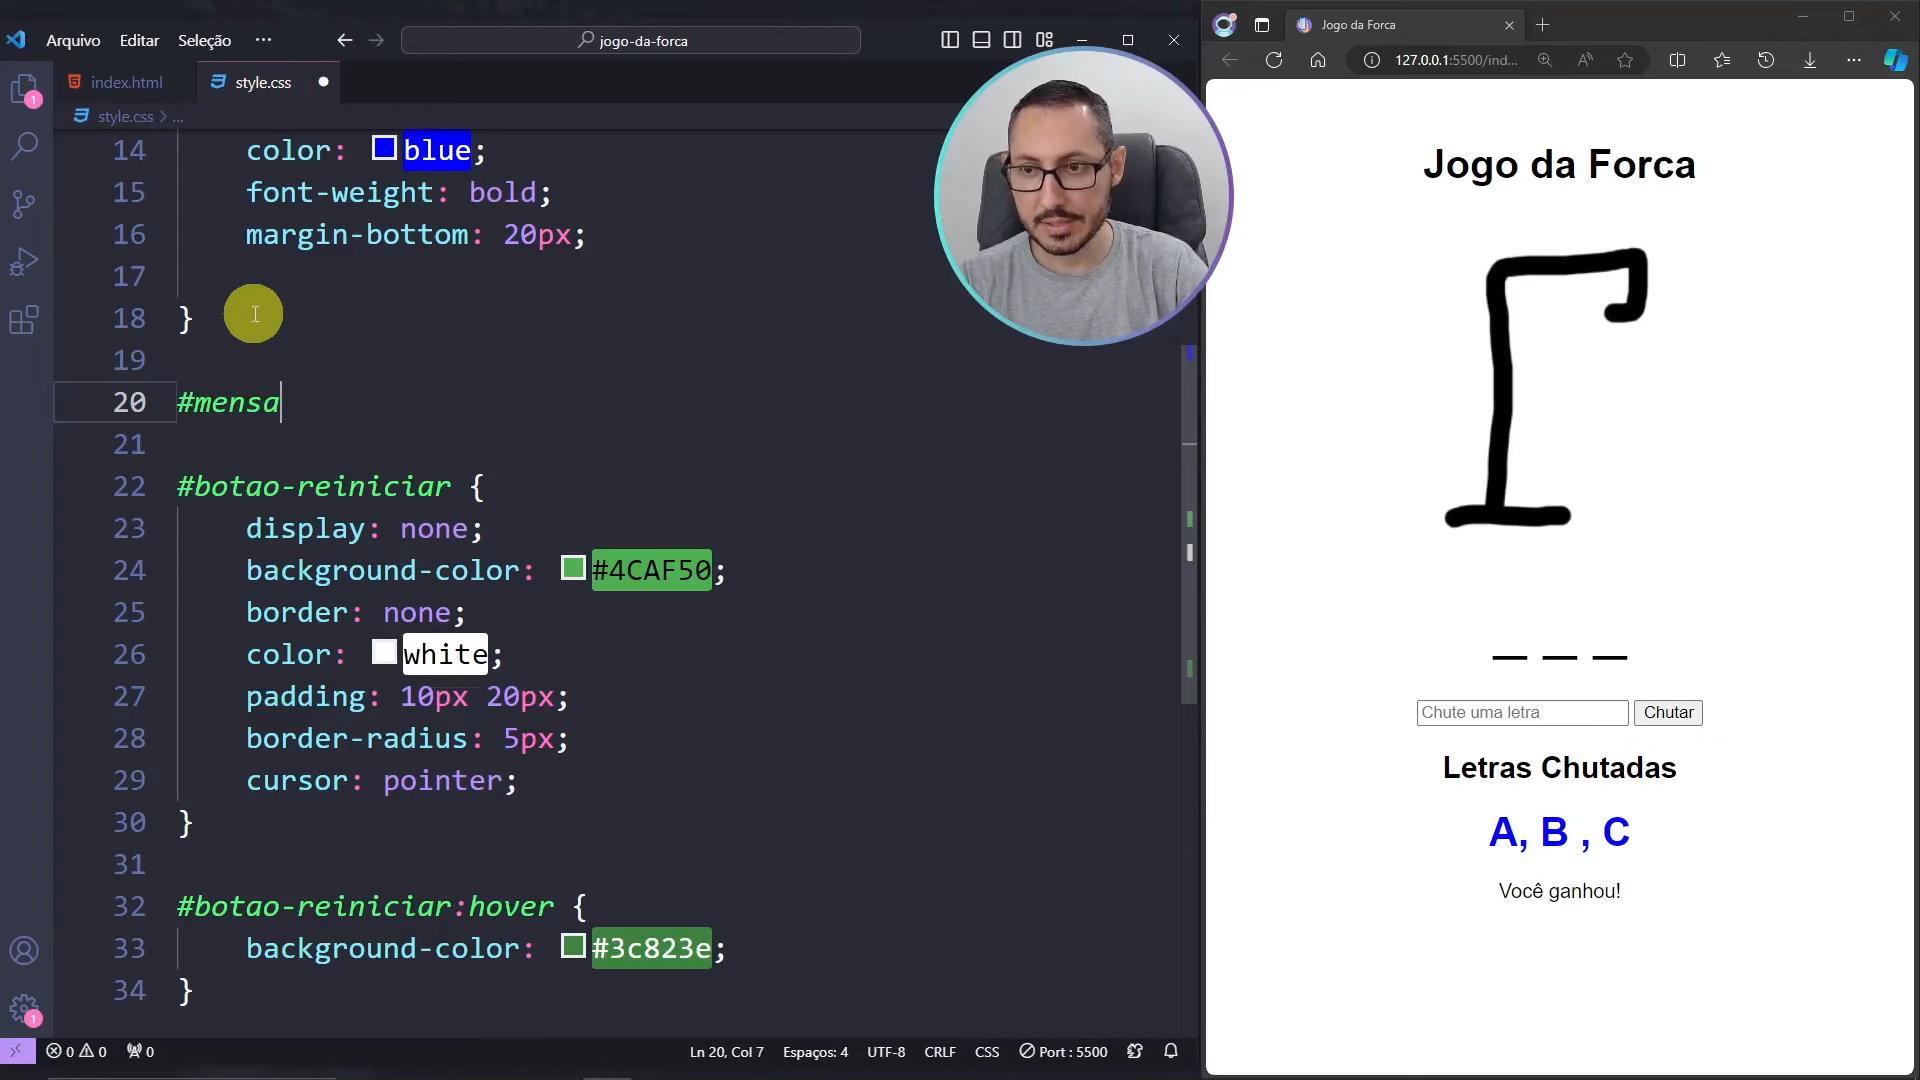 Arquivo Editar Seleção ··· jogo-da-forca
index.html style.css
style.css > ...
14 color: blue;
15 font-weight: bold;
16 margin-bottom: 20px;
17
18 }
19
20 #mensa
21
22 #botao-reiniciar {
23 display: none;
24 background-color: #4CAF50;
25 border: none;
26 color: white;
27 padding: 10px 20px;
28 border-radius: 5px;
29 cursor: pointer;
30 }
31
32 #botao-reiniciar:hover {
33 background-color: #3c823e;
34 }
1
1
0 0 0 Ln 20, Col 7 Espaços: 4 UTF-8 CRLF CSS Port : 5500
Jogo da Forca
127.0.0.1:5500/ind...
Jogo da Forca
_ _ _
Chute uma letra Chutar
Letras Chutadas
A, B , C
Você ganhou!